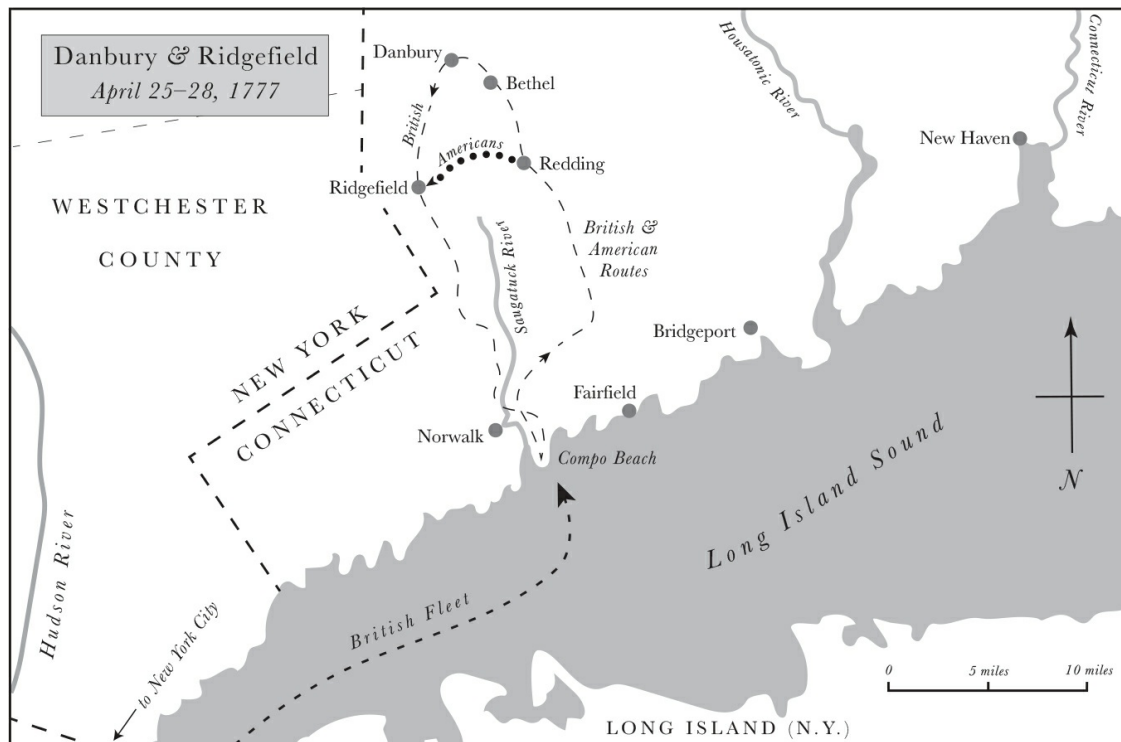 Danbury & Ridgefield
April 25–28, 1777
Danbury
Bethel
British
Americans
Redding
Ridgefield
WESTCHESTER
COUNTY
Housatonic River
Connecticut River
New Haven
Saugatuck River
British &
American
Routes
Bridgeport
NEW YORK
CONNECTICUT
Fairfield
Norwalk
Compo Beach
Long Island Sound
N
Hudson River
to New York City
British Fleet
0 5 miles 10 miles
LONG ISLAND (N.Y.)